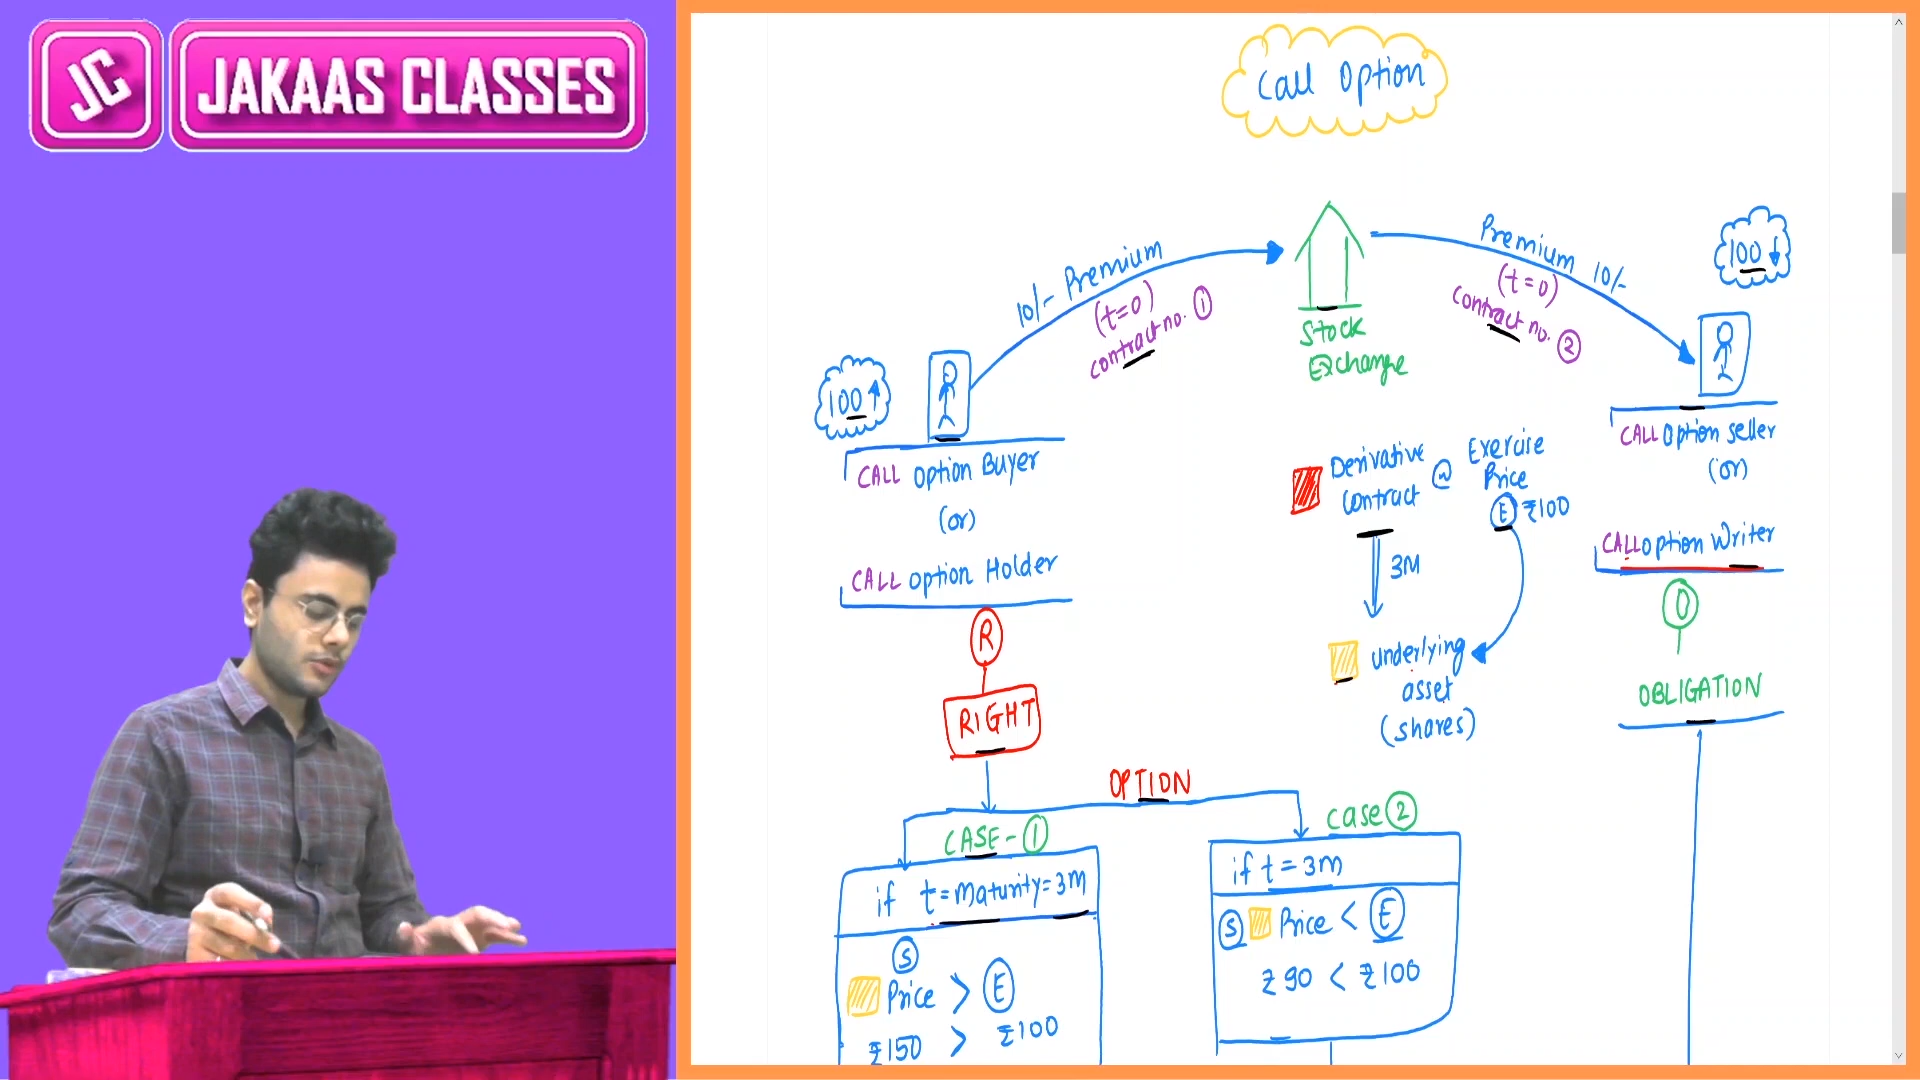 JC
JAKAAS CLASSES
Call Option
10/- Premium
(t=0)
contract no. 1
Stock
Exchange
Premium 10/-
(t=0)
contract no. 2
100↓
100↑
CALL option Buyer
(or)
CALL option Holder
R
RIGHT
Derivative
contract
@
Exercise
Price
E ₹100
3M
underlying
asset
(shares)
CALL option seller
(or)
CALL option Writer
O
OBLIGATION
OPTION
CASE-1
if t=Maturity=3M
S
Price > E
₹150 > ₹100
case 2
if t=3m
S Price < E
₹90 < ₹100